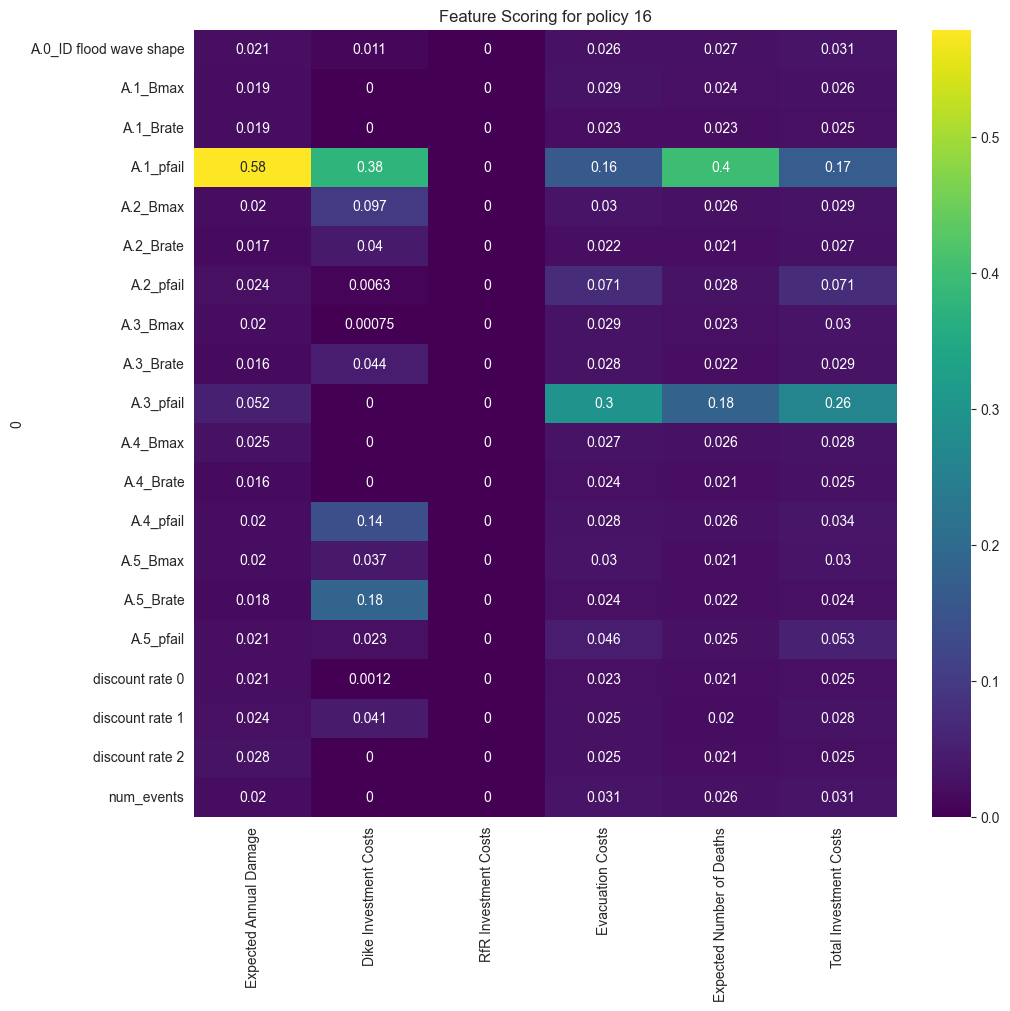 Feature Scoring for policy 16
A.0_ID flood wave shape 0.021 0.011 0 0.026 0.027 0.031
A.1_Bmax 0.019 0 0 0.029 0.024 0.026
A.1_Brate 0.019 0 0 0.023 0.023 0.025
A.1_pfail 0.58 0.38 0 0.16 0.4 0.17
A.2_Bmax 0.02 0.097 0 0.03 0.026 0.029
A.2_Brate 0.017 0.04 0 0.022 0.021 0.027
A.2_pfail 0.024 0.0063 0 0.071 0.028 0.071
A.3_Bmax 0.02 0.00075 0 0.029 0.023 0.03
A.3_Brate 0.016 0.044 0 0.028 0.022 0.029
A.3_pfail 0.052 0 0 0.3 0.18 0.26
A.4_Bmax 0.025 0 0 0.027 0.026 0.028
A.4_Brate 0.016 0 0 0.024 0.021 0.025
A.4_pfail 0.02 0.14 0 0.028 0.026 0.034
A.5_Bmax 0.02 0.037 0 0.03 0.021 0.03
A.5_Brate 0.018 0.18 0 0.024 0.022 0.024
A.5_pfail 0.021 0.023 0 0.046 0.025 0.053
discount rate 0 0.021 0.0012 0 0.023 0.021 0.025
discount rate 1 0.024 0.041 0 0.025 0.02 0.028
discount rate 2 0.028 0 0 0.025 0.021 0.025
num_events 0.02 0 0 0.031 0.026 0.031
0
Expected Annual Damage
Dike Investment Costs
RfR Investment Costs
Evacuation Costs
Expected Number of Deaths
Total Investment Costs
0.5
0.4
0.3
0.2
0.1
0.0